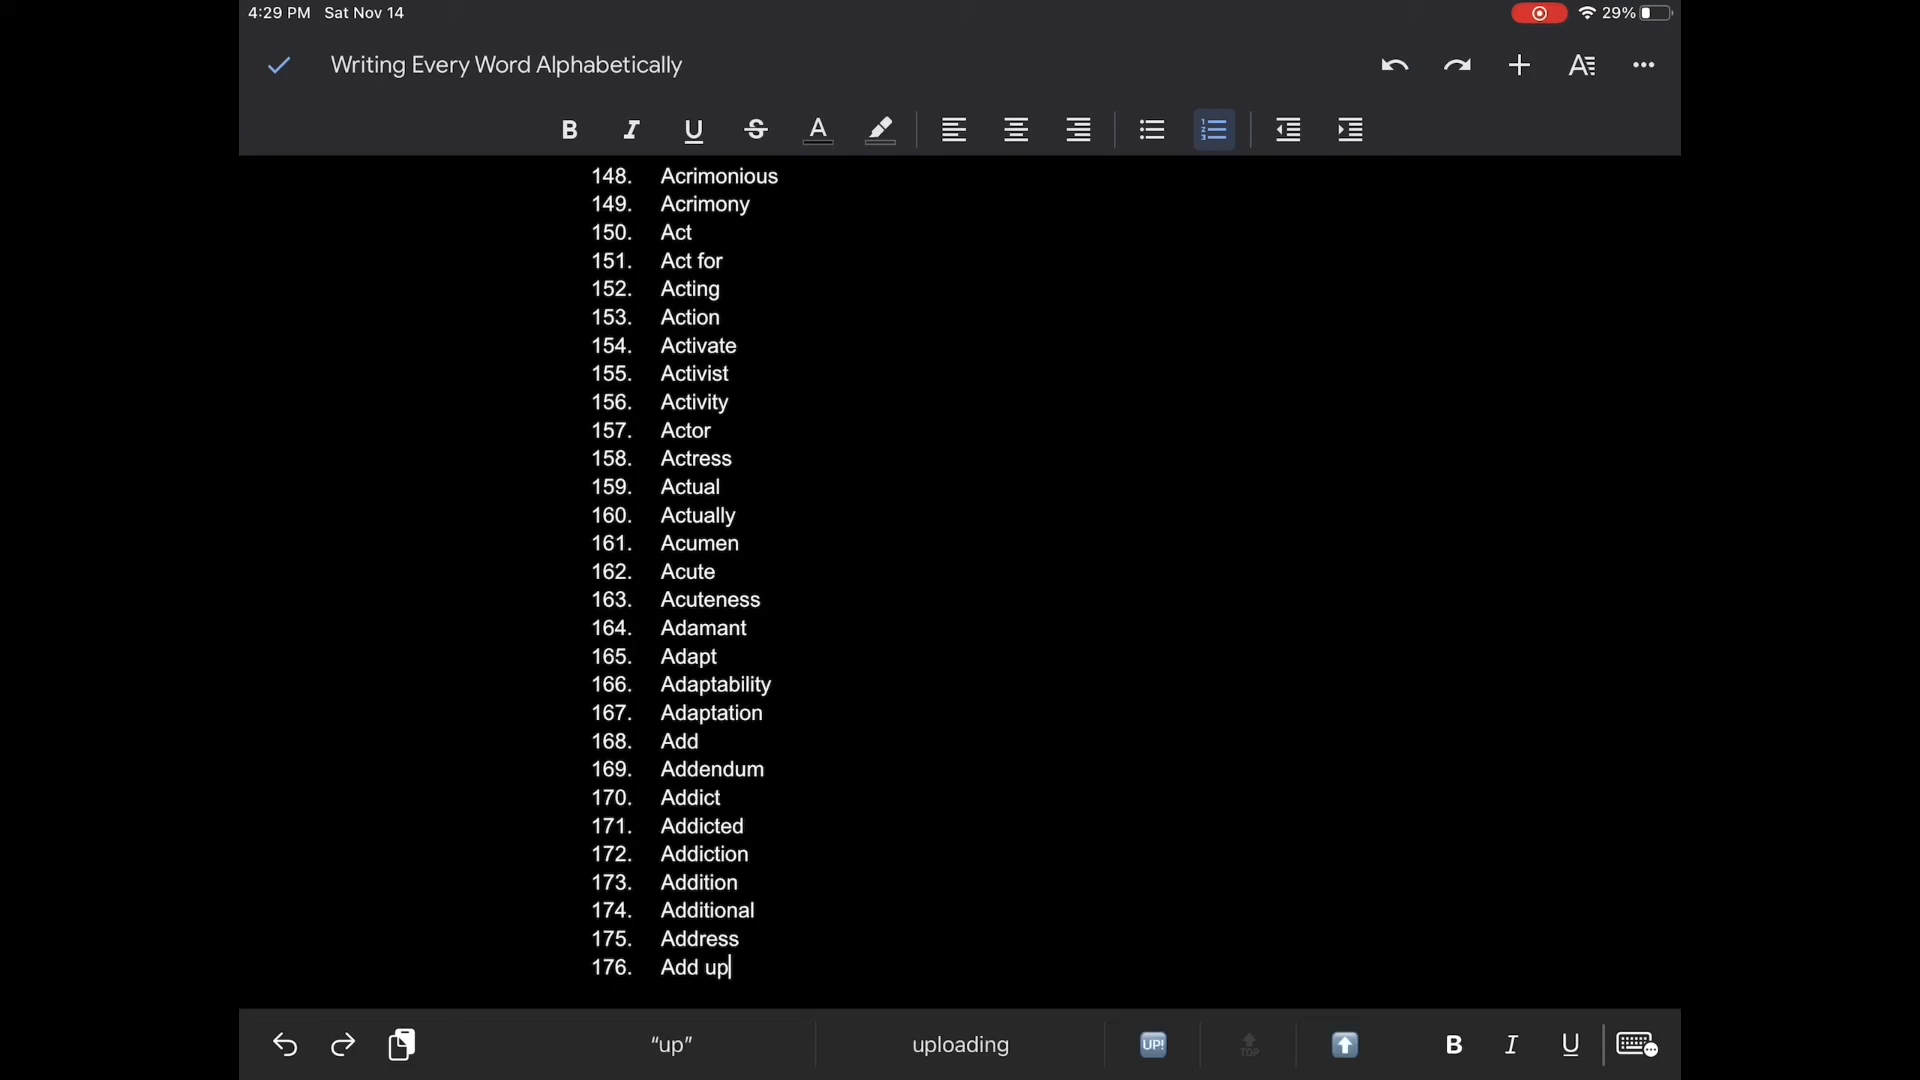 4:29 PM Sat Nov 14
29%
Writing Every Word Alphabetically
148. Acrimonious
149. Acrimony
150. Act
151. Act for
152. Acting
153. Action
154. Activate
155. Activist
156. Activity
157. Actor
158. Actress
159. Actual
160. Actually
161. Acumen
162. Acute
163. Acuteness
164. Adamant
165. Adapt
166. Adaptability
167. Adaptation
168. Add
169. Addendum
170. Addict
171. Addicted
172. Addiction
173. Addition
174. Additional
175. Address
176. Add up
“up” uploading UP! TOP B I U